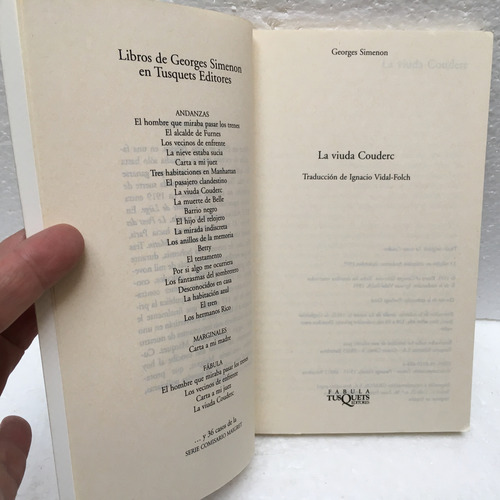 Libros de Georges Simenon
en Tusquets Editores
ANDANZAS
El hombre que miraba pasar los trenes
El alcalde de Furnes
Los vecinos de enfrente
La nieve estaba sucia
Carta a mi juez
Tres habitaciones en Manhattan
El pasajero clandestino
La viuda Couderc
La muerte de Belle
Barrio negro
El hijo del relojero
La mirada indiscreta
Los anillos de la memoria
Betty
El testamento
Por si algo me ocurriera
Los fantasmas del sombrerero
Desconocidos en casa
La habitación azul
El tren
Los hermanos Rico
MARGINALES
Carta a mi madre
FÁBULA
El hombre que miraba pasar los trenes
Los vecinos de enfrente
Carta a mi juez
La viuda Couderc
... y 36 casos de la
SERIE COMISARIO MAIGRET
Georges Simenon
La viuda Couderc
Traducción de Ignacio Vidal-Folch
FÁBULA
TUSQUETS
EDITORES